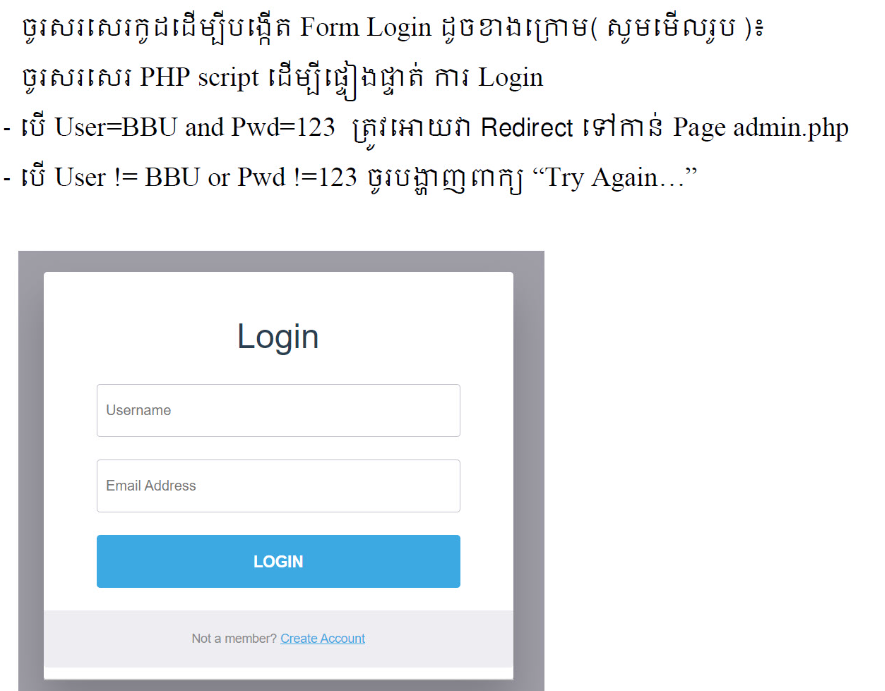 ចូរសរសេរកូដដើម្បីបង្កើត Form Login ដូចខាងក្រោម( សូមមើលរូប )៖
ចូរសរសេរ PHP script ដើម្បីផ្ទៀងផ្ទាត់ ការ Login
- បើ User=BBU and Pwd=123 ត្រូវអោយវា Redirect ទៅកាន់ Page admin.php
- បើ User != BBU or Pwd !=123 ចូរបង្ហាញពាក្យ “Try Again…”
Login
Username
Email Address
LOGIN
Not a member? Create Account